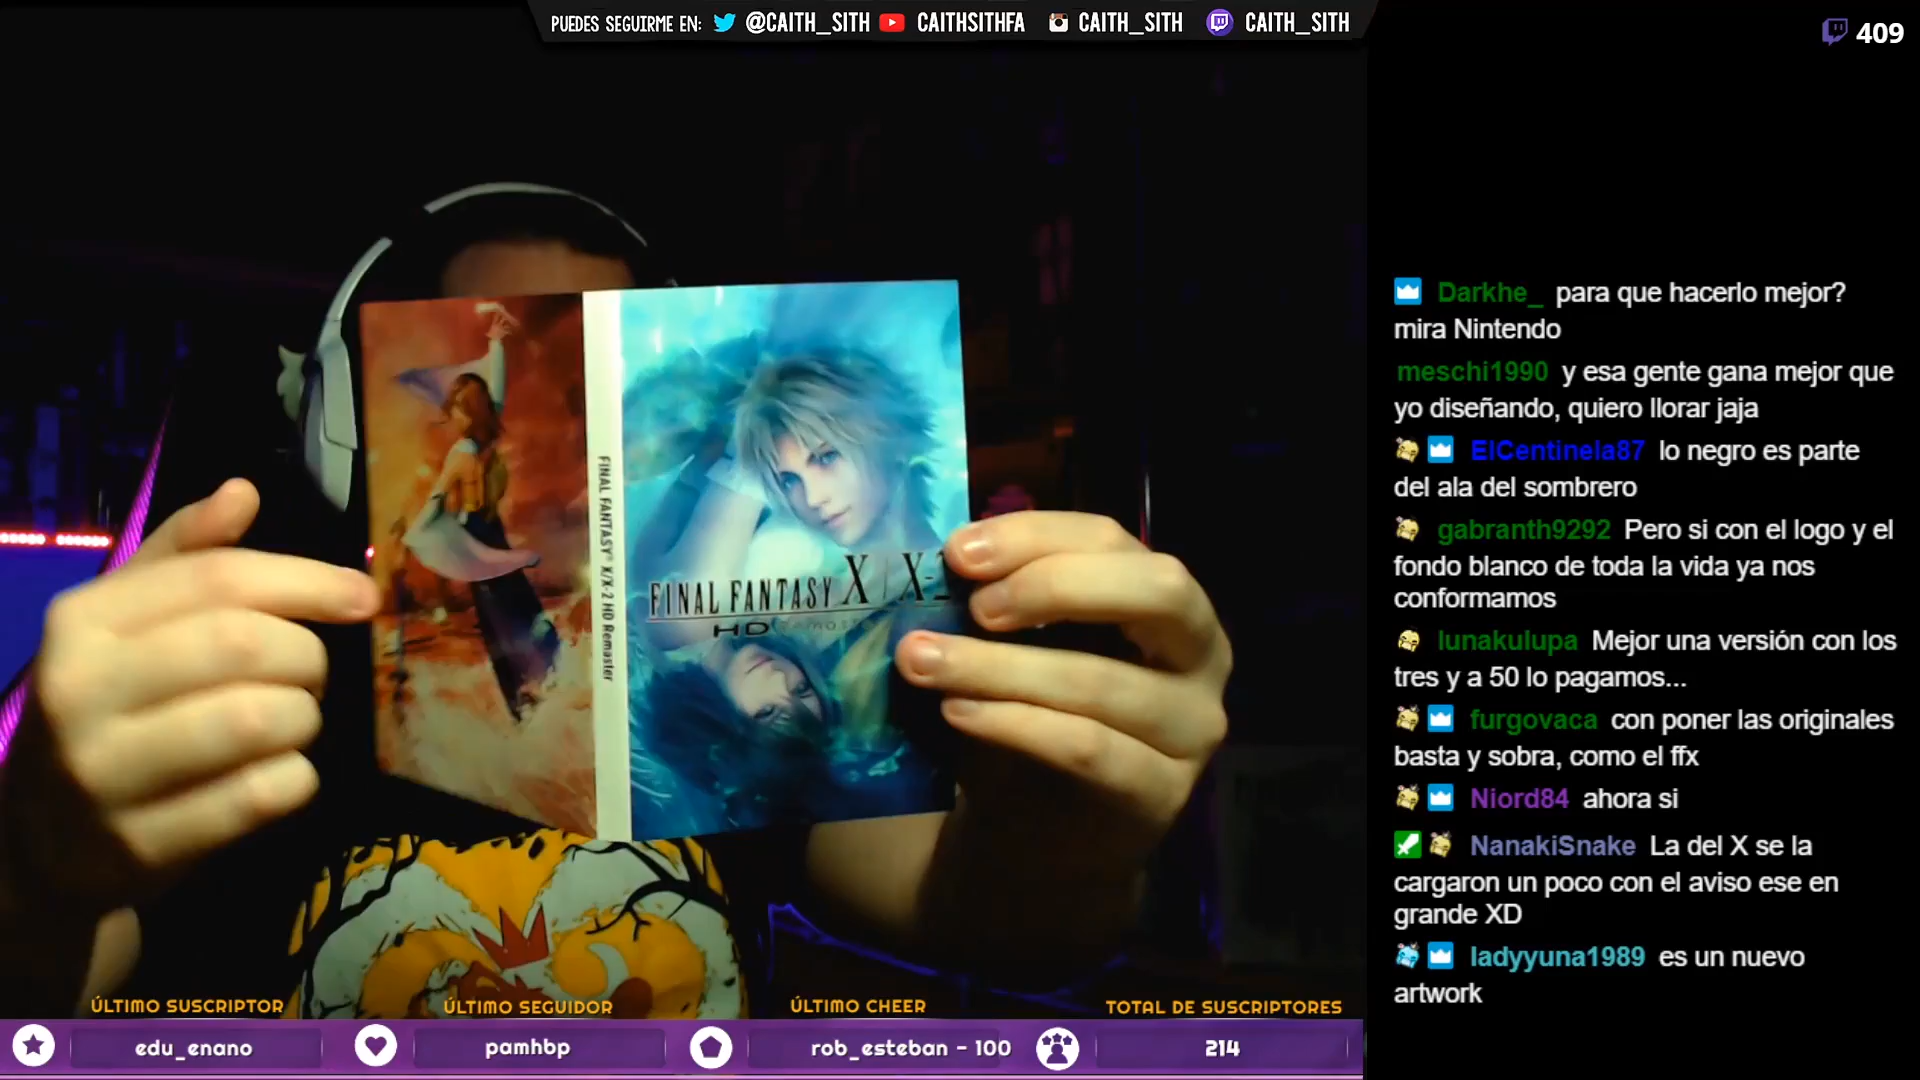 PUEDES SEGUIRME EN: @CAITH_SITH CAITHSITHFA CAITH_SITH CAITH_SITH
409
FINAL FANTASY® X/X-2 HD Remaster
FINAL FANTASY X / X-2
HD Remaster
Darkhe_ para que hacerlo mejor?
mira Nintendo
meschi1990 y esa gente gana mejor que
yo diseñando, quiero llorar jaja
ElCentinela87 lo negro es parte
del ala del sombrero
gabranth9292 Pero si con el logo y el
fondo blanco de toda la vida ya nos
conformamos
lunakulupa Mejor una versión con los
tres y a 50 lo pagamos...
furgovaca con poner las originales
basta y sobra, como el ffx
Niord84 ahora si
NanakiSnake La del X se la
cargaron un poco con el aviso ese en
grande XD
ladyyuna1989 es un nuevo
artwork
ÚLTIMO SUSCRIPTOR
edu_enano
ÚLTIMO SEGUIDOR
pamhbp
ÚLTIMO CHEER
rob_esteban - 100
TOTAL DE SUSCRIPTORES
214